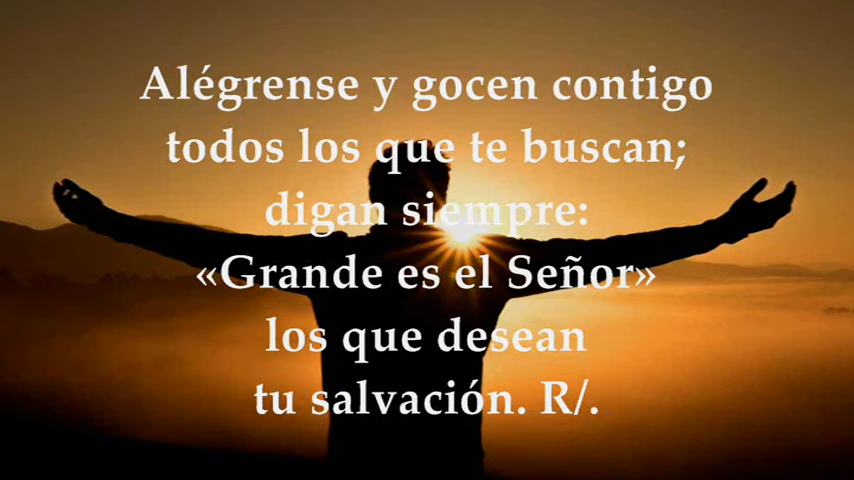 Alégrense y gocen contigo
todos los que te buscan;
digan siempre:
«Grande es el Señor»
los que desean
tu salvación. R/.